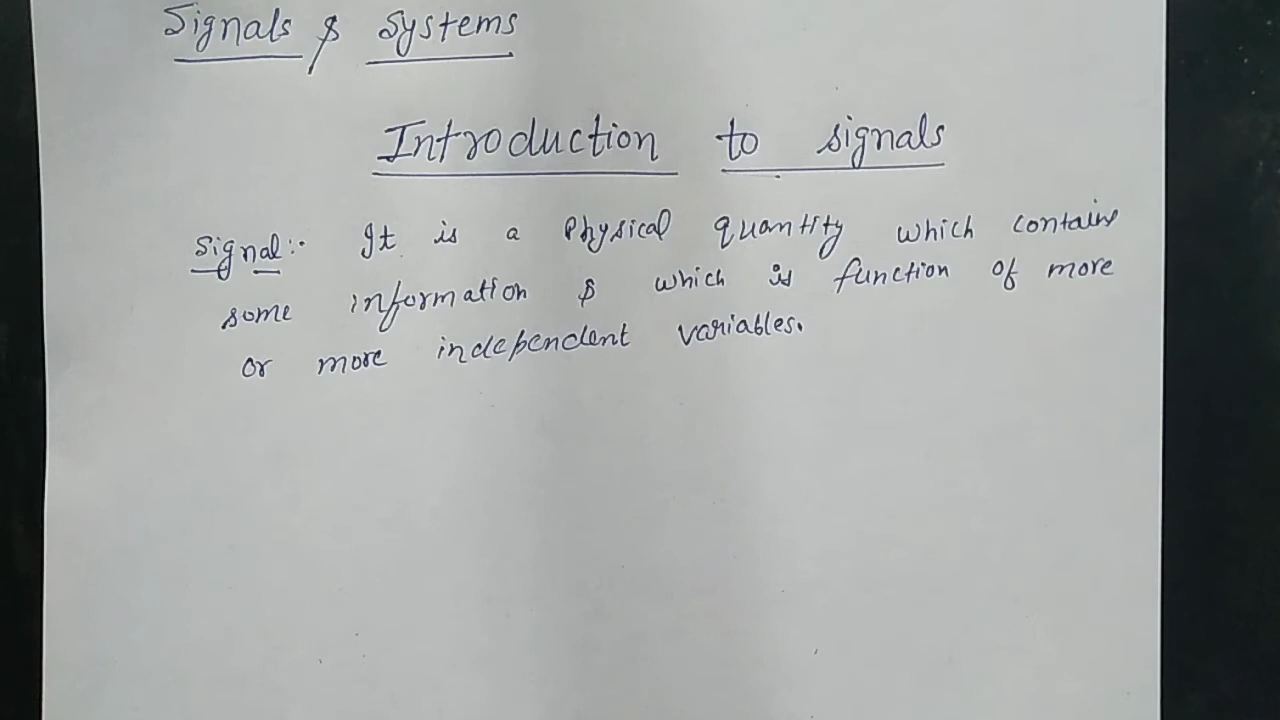 Signals & Systems
Introduction to signals
Signal:- It is a Physical quantity which contains
some information & which is function of more
or more independent variables.